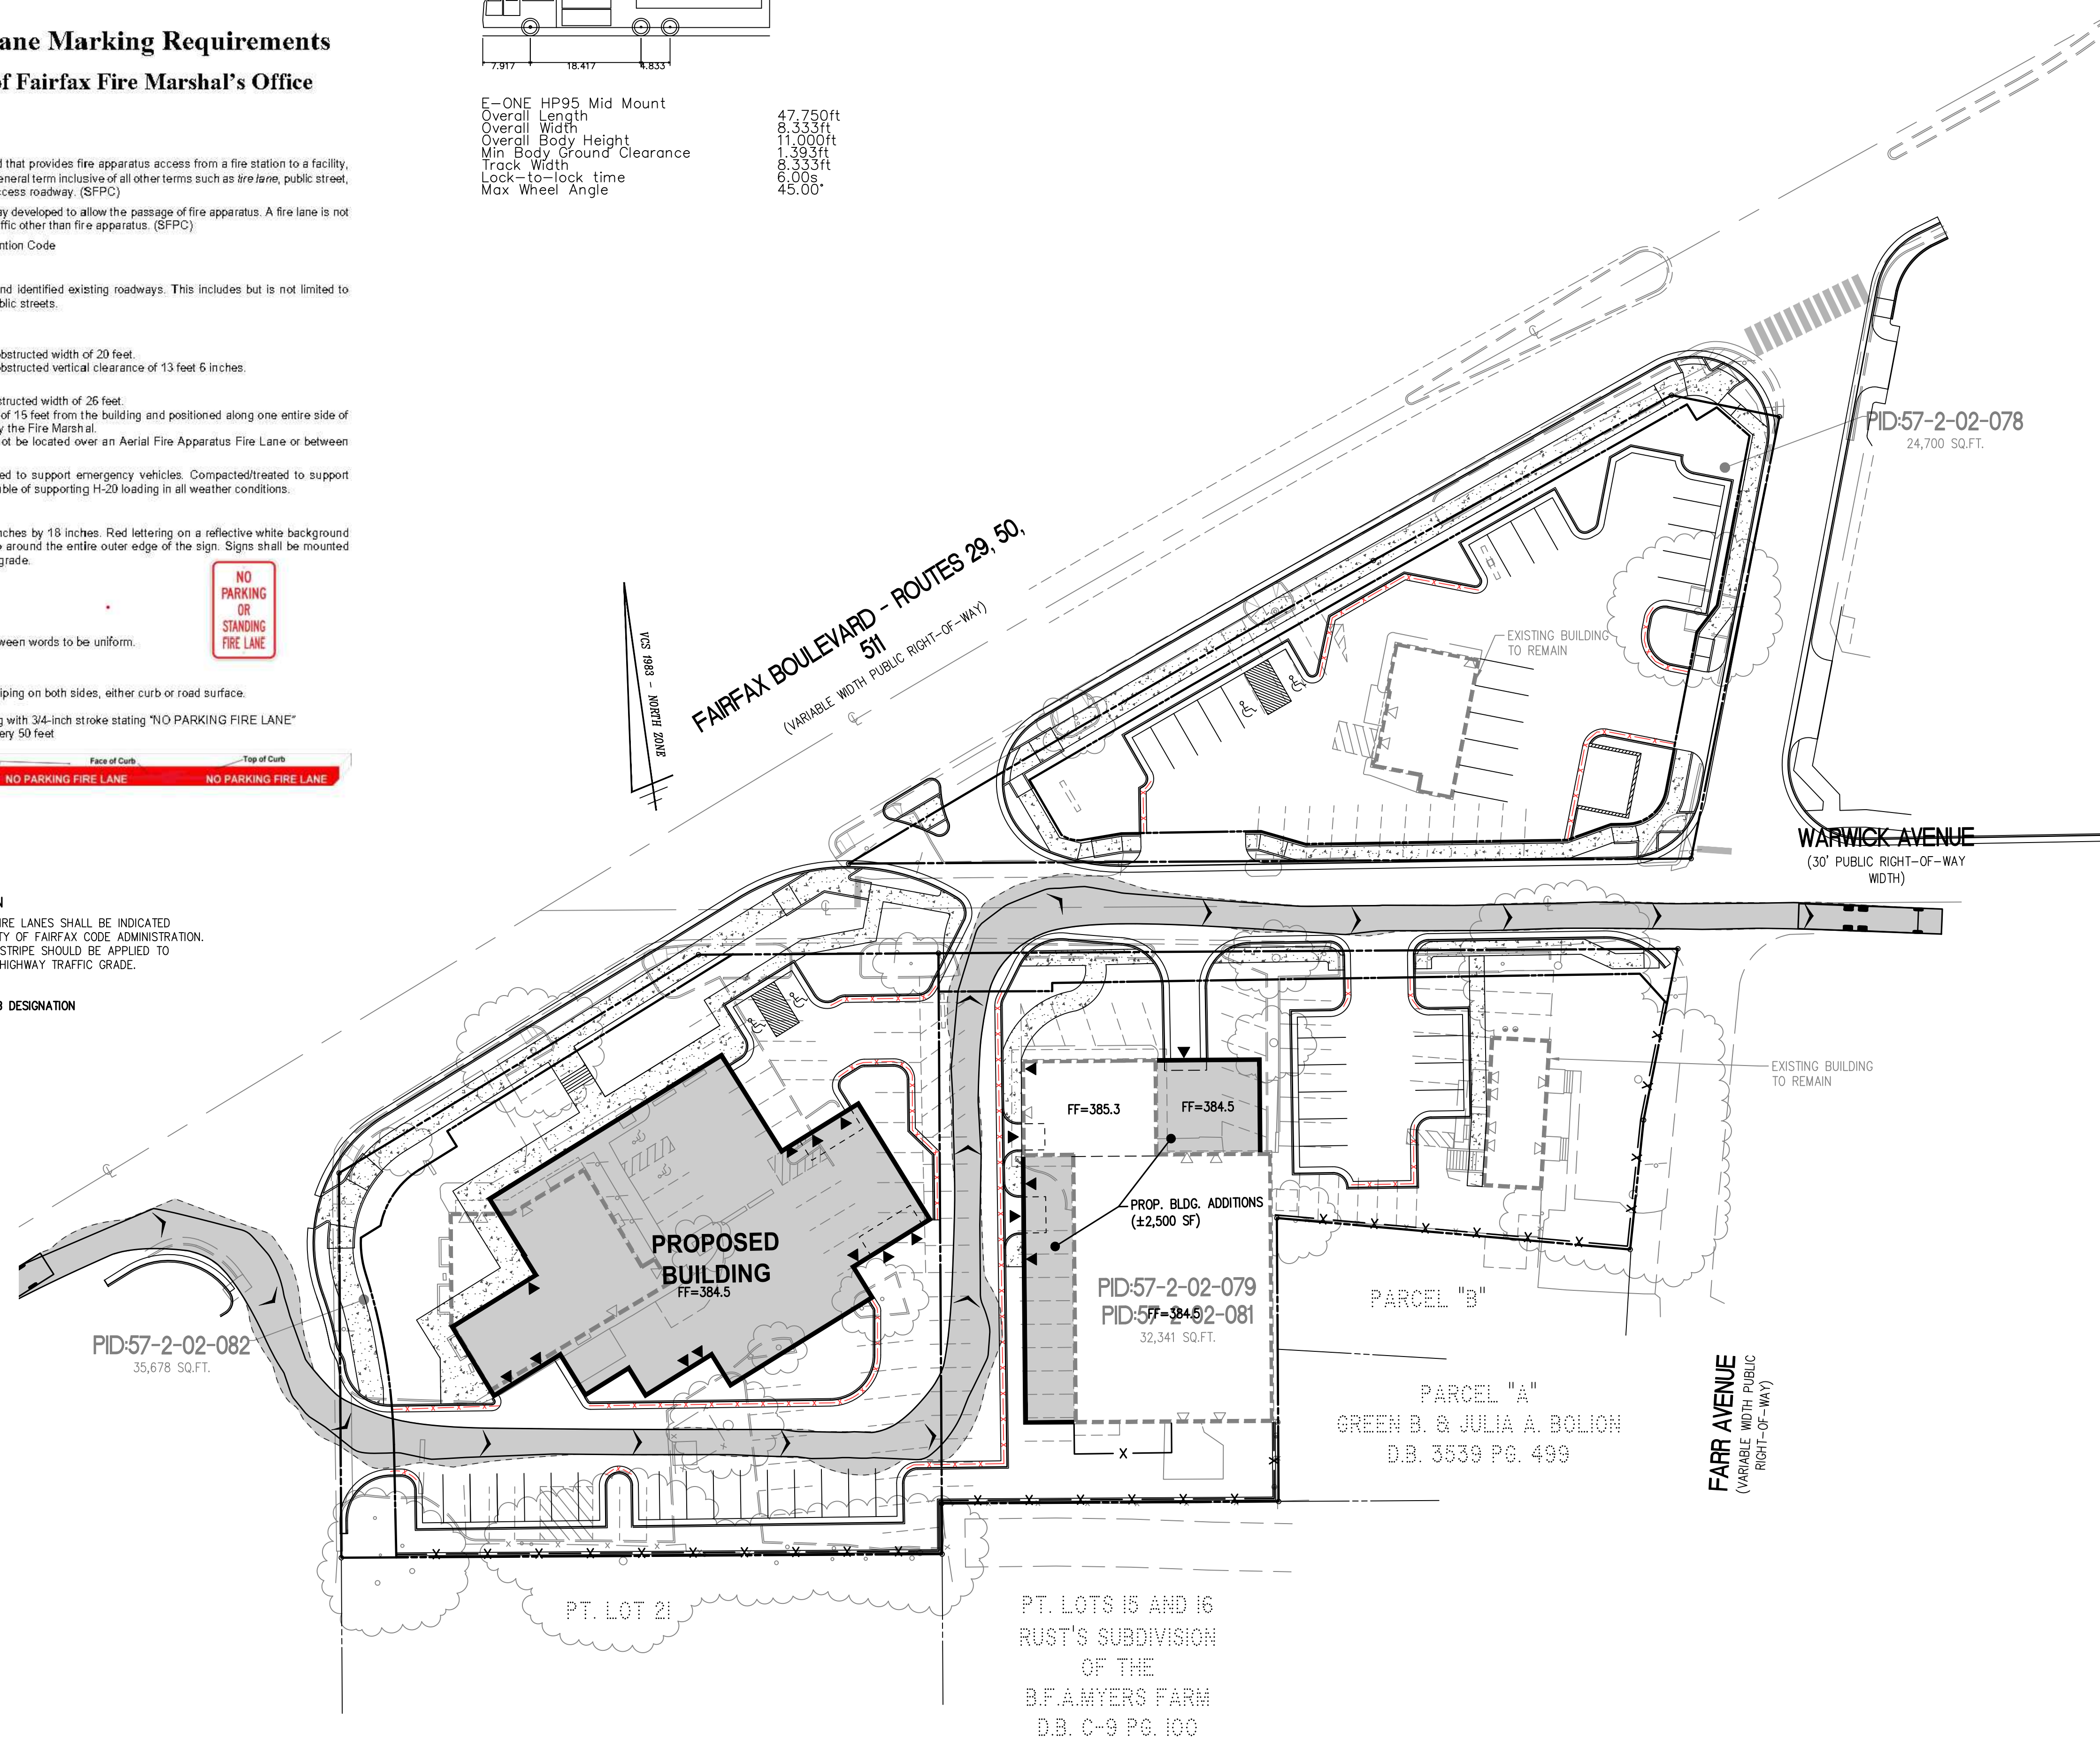 ane Marking Requirements
of Fairfax Fire Marshal's Office
d that provides fire apparatus access from a fire station to a facility,
eneral term inclusive of all other terms such as fire lane, public street,
ccess roadway. (SFPC)
ay developed to allow the passage of fire apparatus. A fire lane is not
affic other than fire apparatus. (SFPC)
ention Code
nd identified existing roadways. This includes but is not limited to
blic streets.
obstructed width of 20 feet.
obstructed vertical clearance of 13 feet 6 inches.
structed width of 26 feet.
of 15 feet from the building and positioned along one entire side of
y the Fire Marshal.
ot be located over an Aerial Fire Apparatus Fire Lane or between
ed to support emergency vehicles. Compacted/treated to support
ble of supporting H-20 loading in all weather conditions.
nches by 18 inches. Red lettering on a reflective white background
around the entire outer edge of the sign. Signs shall be mounted
grade.
NO
PARKING
OR
STANDING
FIRE LANE
ween words to be uniform.
iping on both sides, either curb or road surface.
g with 3/4-inch stroke stating "NO PARKING FIRE LANE"
ery 50 feet
Face of Curb
Top of Curb
NO PARKING FIRE LANE
NO PARKING FIRE LANE
N
IRE LANES SHALL BE INDICATED
TY OF FAIRFAX CODE ADMINISTRATION.
STRIPE SHOULD BE APPLIED TO
HIGHWAY TRAFFIC GRADE.
B DESIGNATION
7.917
18.417
4.833
E-ONE HP95 Mid Mount
Overall Length 47.750ft
Overall Width 8.333ft
Overall Body Height 11.000ft
Min Body Ground Clearance 1.393ft
Track Width 8.333ft
Lock-to-lock time 6.00s
Max Wheel Angle 45.00°
VCS 1983 - NORTH ZONE
FAIRFAX BOULEVARD - ROUTES 29, 50,
511
(VARIABLE WIDTH PUBLIC RIGHT-OF-WAY)
PID:57-2-02-078
24,700 SQ.FT.
EXISTING BUILDING
TO REMAIN
WARWICK AVENUE
(30' PUBLIC RIGHT-OF-WAY
WIDTH)
EXISTING BUILDING
TO REMAIN
FF=385.3
FF=384.5
PROP. BLDG. ADDITIONS
(±2,500 SF)
PROPOSED
BUILDING
FF=384.5
PID:57-2-02-079
PID:57-2-02-081
FF=384.5
32,341 SQ.FT.
PID:57-2-02-082
35,678 SQ.FT.
PARCEL "B"
PARCEL "A"
GREEN B. & JULIA A. BOLION
D.B. 3539 PG. 499
FARR AVENUE
(VARIABLE WIDTH PUBLIC
RIGHT-OF-WAY)
PT. LOT 21
PT. LOTS 15 AND 16
RUST'S SUBDIVISION
OF THE
B.F.A.MYERS FARM
D.B. C-9 PG. 100